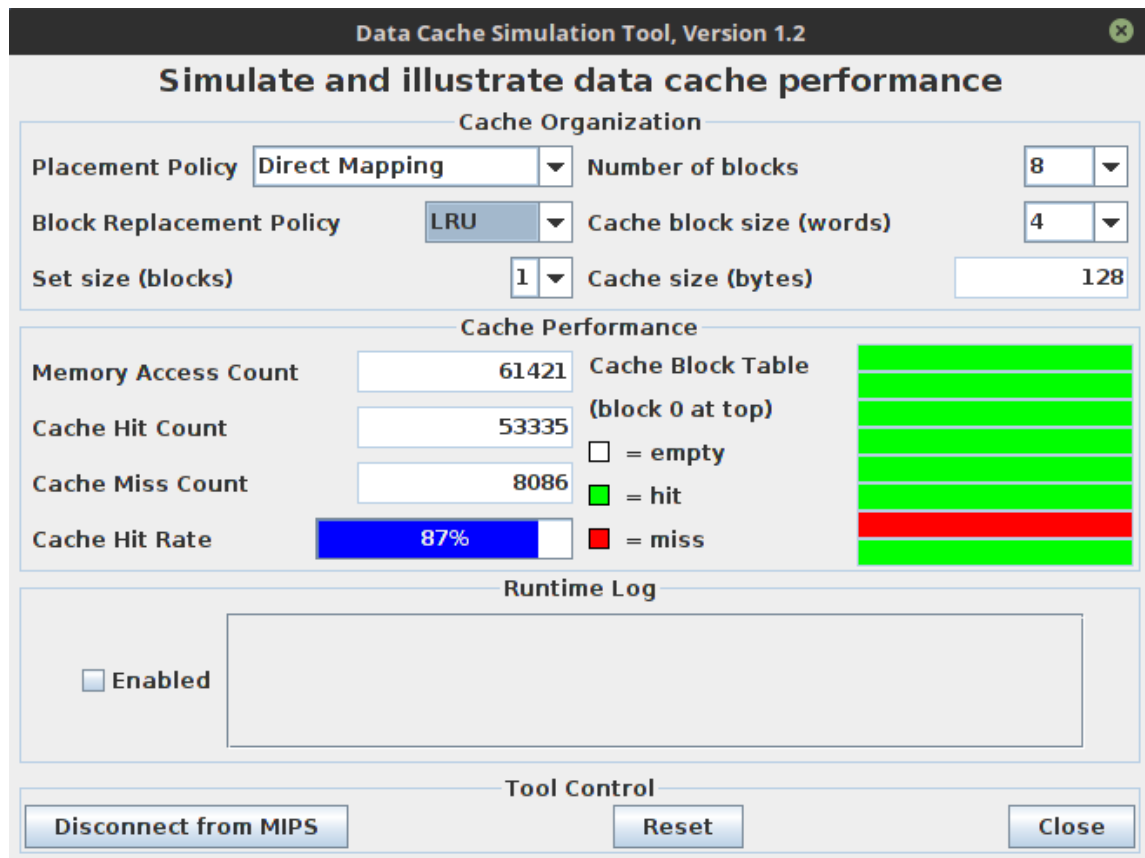 Data Cache Simulation Tool, Version 1.2
Simulate and illustrate data cache performance
Cache Organization
Placement Policy Direct Mapping Number of blocks 8
Block Replacement Policy LRU Cache block size (words) 4
Set size (blocks) 1 Cache size (bytes) 128
Cache Performance
Memory Access Count 61421
Cache Hit Count 53335
Cache Miss Count 8086
Cache Hit Rate 87%
Cache Block Table
(block 0 at top)
= empty
= hit
= miss
Runtime Log
Enabled
Tool Control
Disconnect from MIPS Reset Close